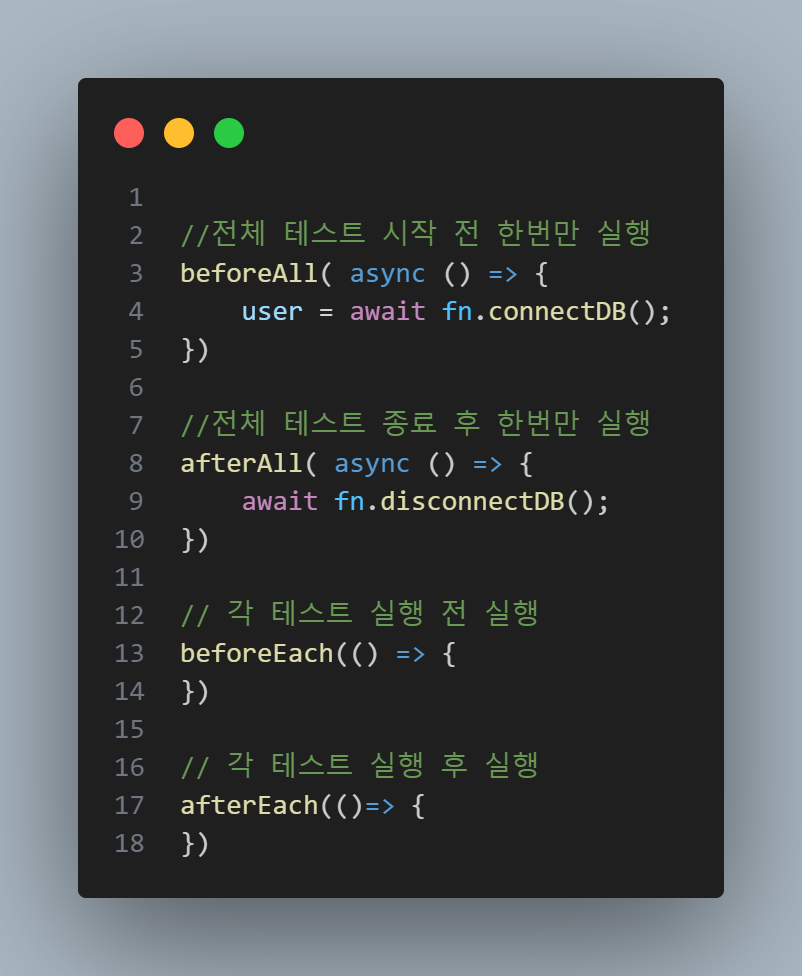 1
2 //전체 테스트 시작 전 한번만 실행
3 beforeAll( async () => {
4     user = await fn.connectDB();
5 })
6
7 //전체 테스트 종료 후 한번만 실행
8 afterAll( async () => {
9     await fn.disconnectDB();
10 })
11
12 // 각 테스트 실행 전 실행
13 beforeEach(() => {
14 })
15
16 // 각 테스트 실행 후 실행
17 afterEach(()=> {
18 })